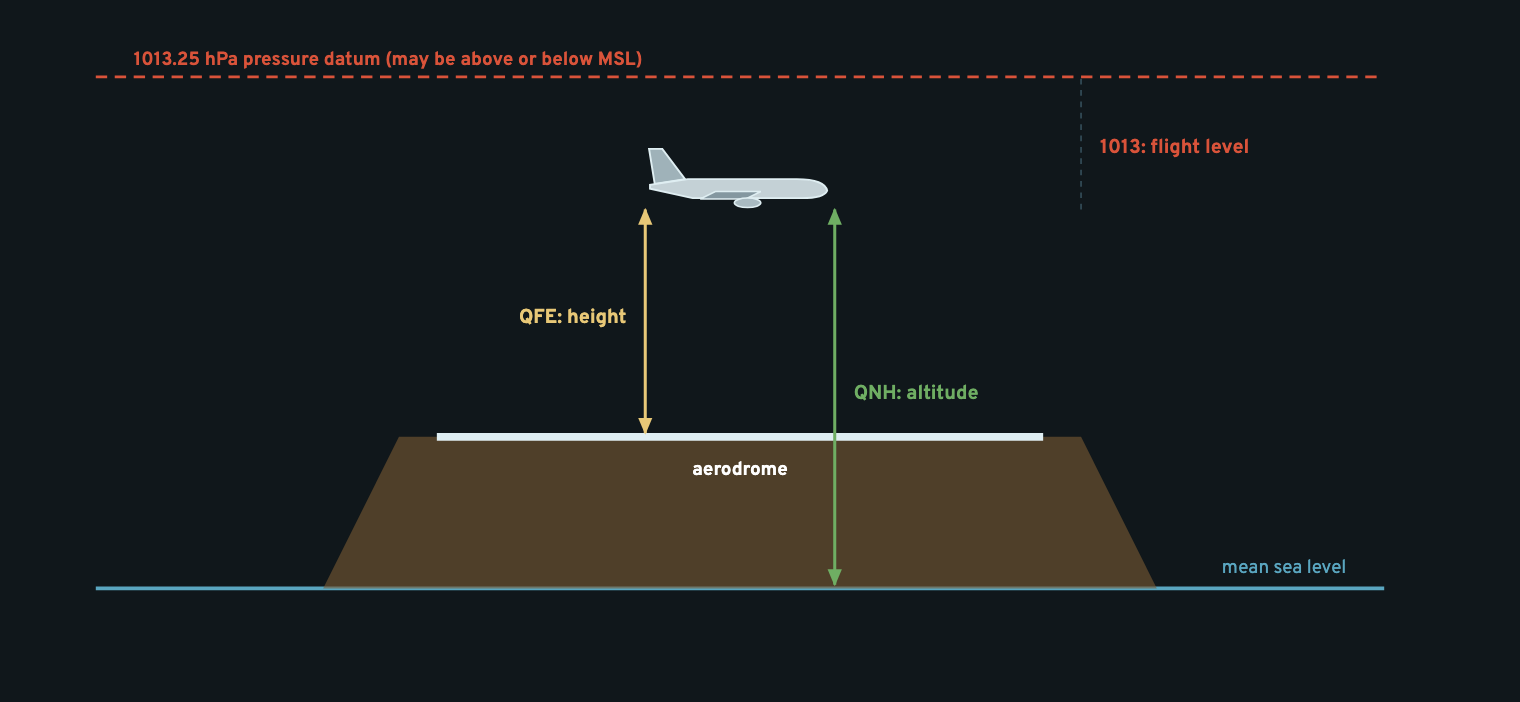 1013.25 hPa pressure datum (may be above or below MSL)
1013: flight level
QFE: height
QNH: altitude
aerodrome
mean sea level